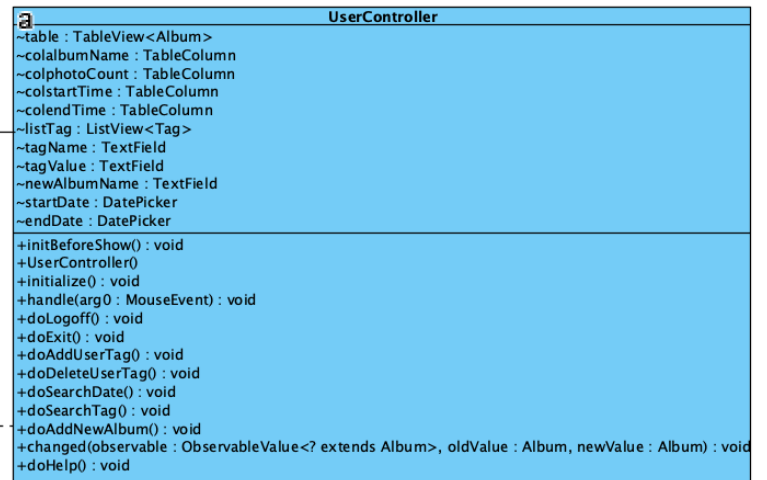 a
UserController
~table : TableView<Album>
~colalbumName : TableColumn
~colphotoCount : TableColumn
~colstartTime : TableColumn
~colendTime : TableColumn
~listTag : ListView<Tag>
~tagName : TextField
~tagValue : TextField
~newAlbumName : TextField
~startDate : DatePicker
~endDate : DatePicker
+initBeforeShow() : void
+UserController()
+initialize() : void
+handle(arg0 : MouseEvent) : void
+doLogoff() : void
+doExit() : void
+doAddUserTag() : void
+doDeleteUserTag() : void
+doSearchDate() : void
+doSearchTag() : void
+doAddNewAlbum() : void
+changed(observable : ObservableValue<? extends Album>, oldValue : Album, newValue : Album) : void
+doHelp() : void